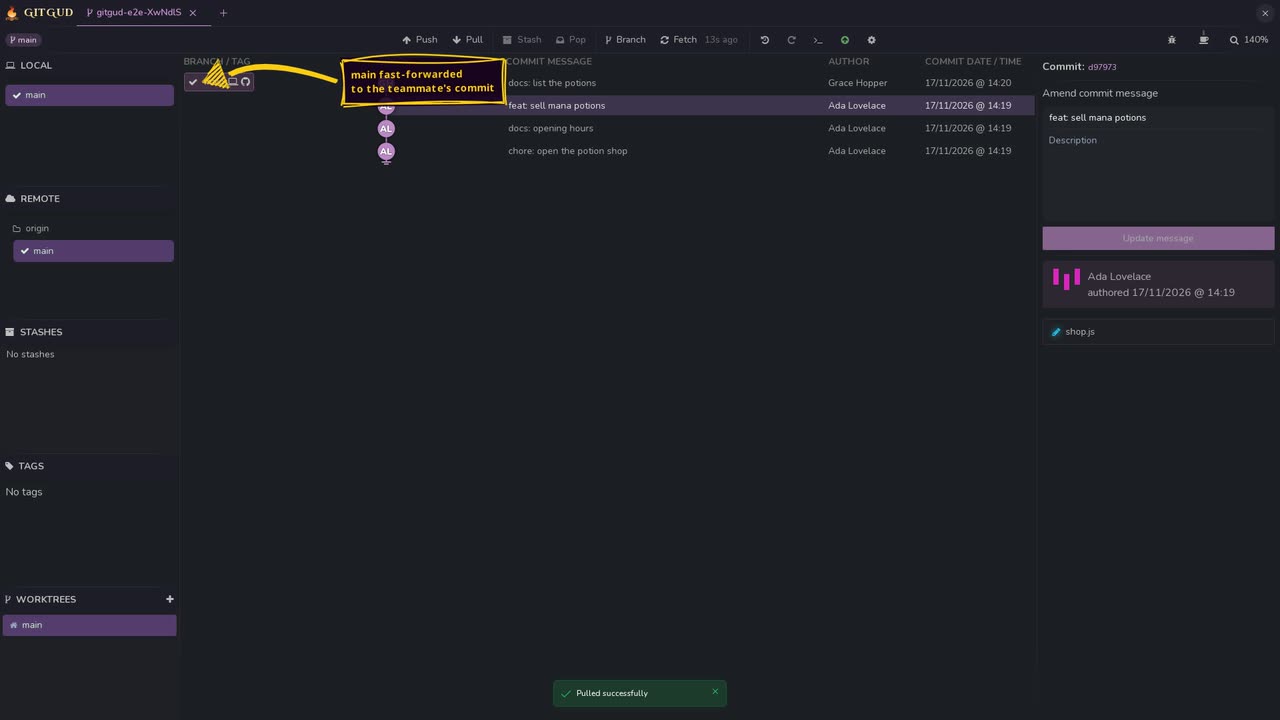 GITGUD
gitgud-e2e-XwNdlS
main
Push
Pull
Stash
Pop
Branch
Fetch 13s ago
140%
LOCAL
main
REMOTE
origin
main
STASHES
No stashes
TAGS
No tags
WORKTREES
main
BRANCH / TAG
COMMIT MESSAGE
AUTHOR
COMMIT DATE / TIME
main fast-forwarded
to the teammate's commit
docs: list the potions
Grace Hopper
17/11/2026 @ 14:20
AL
feat: sell mana potions
Ada Lovelace
17/11/2026 @ 14:19
AL
docs: opening hours
Ada Lovelace
17/11/2026 @ 14:19
AL
chore: open the potion shop
Ada Lovelace
17/11/2026 @ 14:19
Commit: d97973
Amend commit message
feat: sell mana potions
Description
Update message
Ada Lovelace
authored 17/11/2026 @ 14:19
shop.js
Pulled successfully